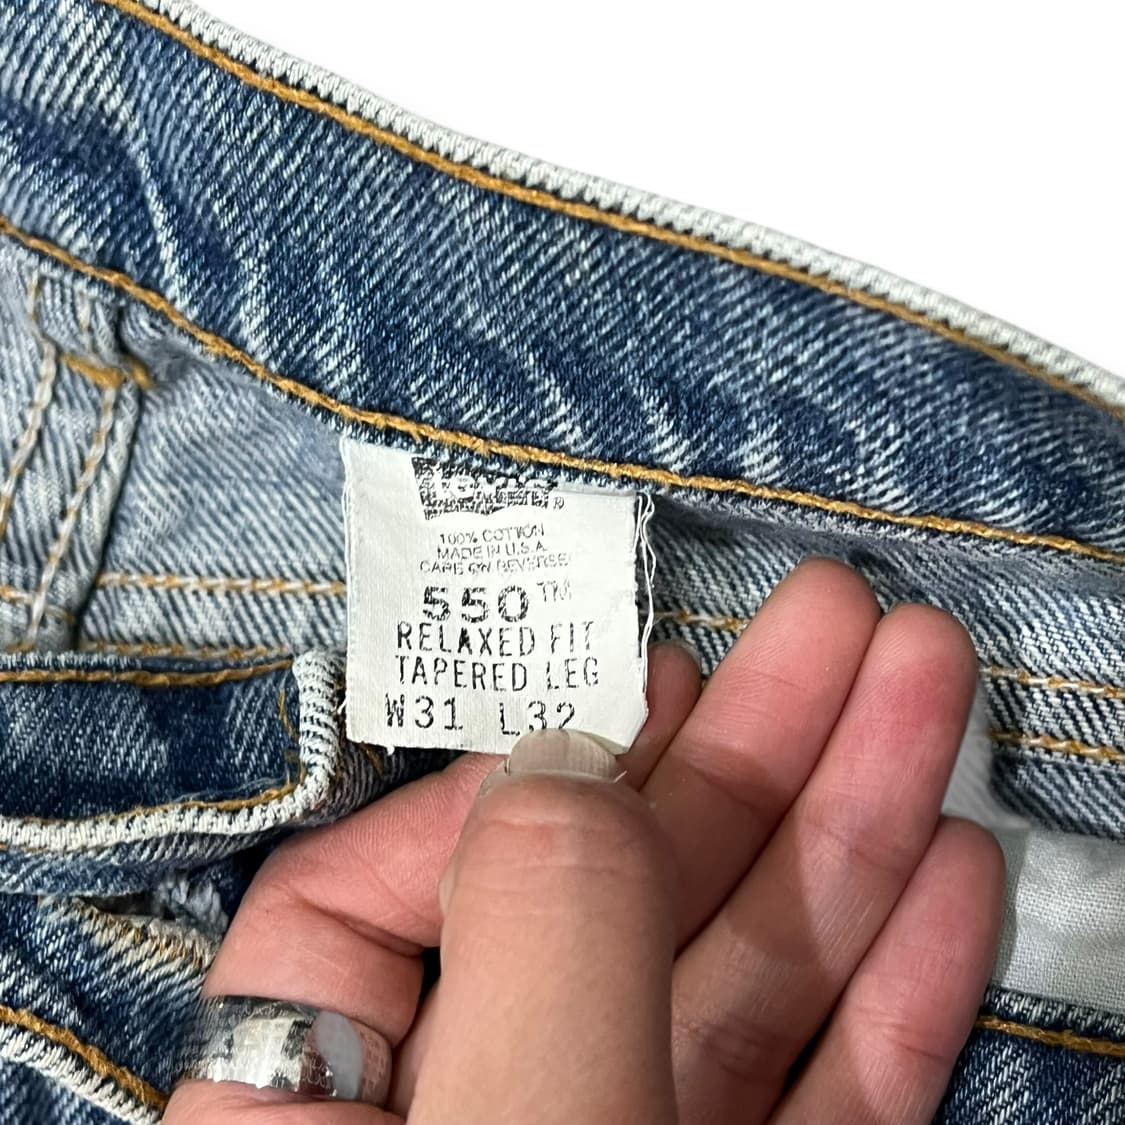 Levi's®
100% COTTON
MADE IN U.S.A.
CARE ON REVERSE
550™
RELAXED FIT
TAPERED LEG
W31 L32